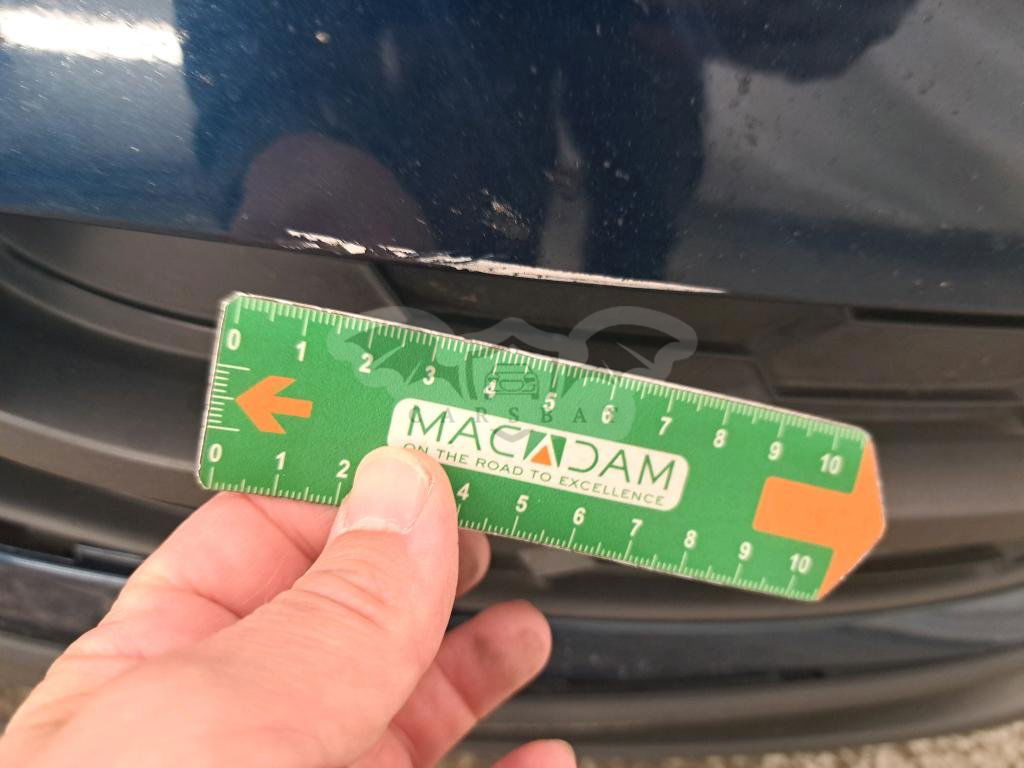 0 1 2 3 4 5 6 7 8 9 10
MACADAM
ON THE ROAD TO EXCELLENCE
0 1 2 4 5 6 7 8 9 10
CARSBAC